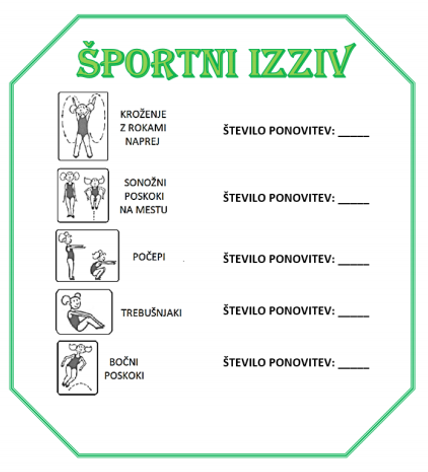 ŠPORTNI IZZIV
KROŽENJE
Z ROKAMI
NAPREJ
ŠTEVILO PONOVITEV: _____
SONOŽNI
POSKOKI
NA MESTU
ŠTEVILO PONOVITEV: _____
POČEPI
ŠTEVILO PONOVITEV: _____
TREBUŠNJAKI
ŠTEVILO PONOVITEV: _____
BOČNI
POSKOKI
ŠTEVILO PONOVITEV: _____